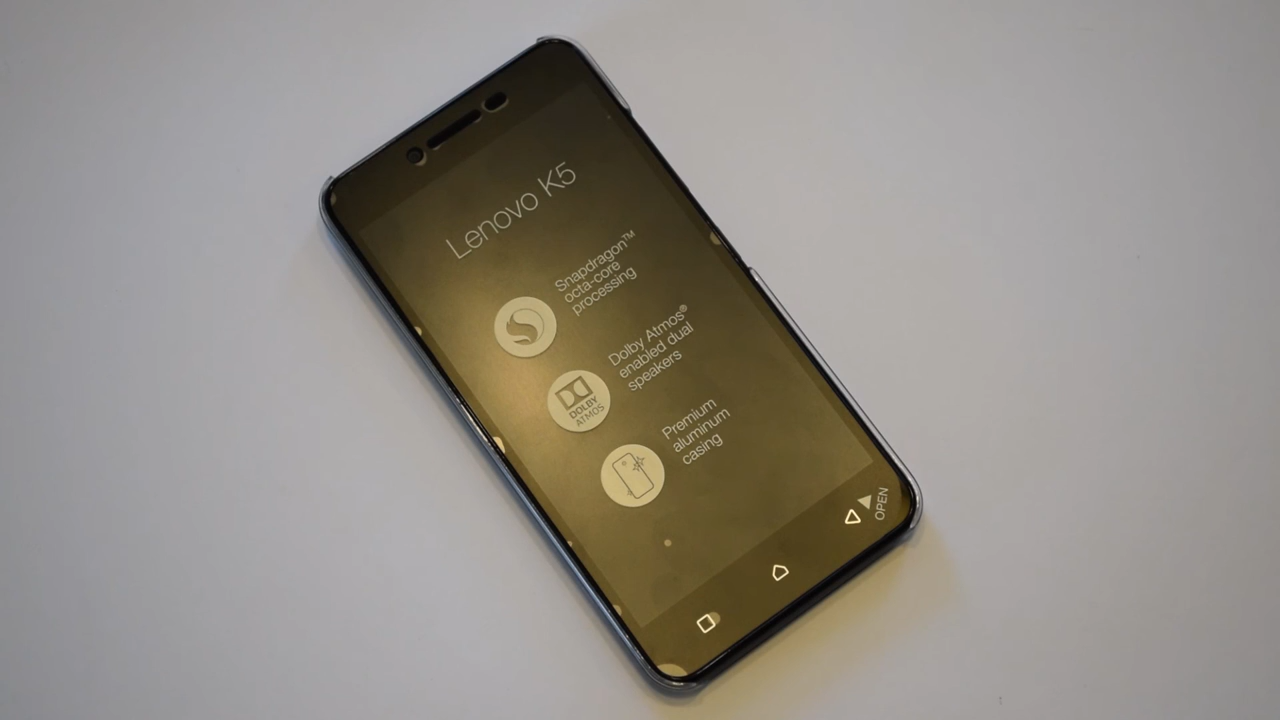 Lenovo K5
Snapdragon™
octa-core
processing
Dolby Atmos®
enabled dual
speakers
DOLBY
ATMOS
Premium
aluminum
casing
OPEN